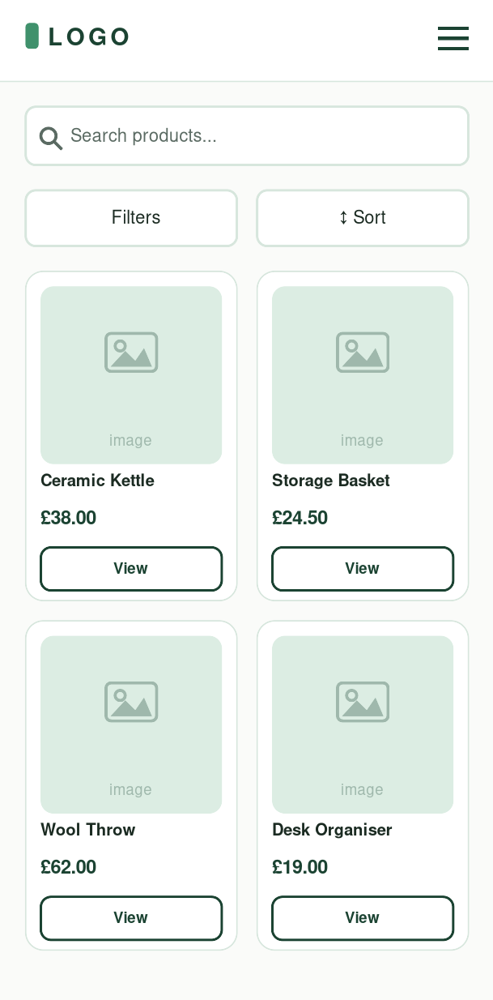 LOGO
Search products...
Filters
↕ Sort
image
image
Ceramic Kettle
Storage Basket
£38.00
£24.50
View
View
image
image
Wool Throw
Desk Organiser
£62.00
£19.00
View
View